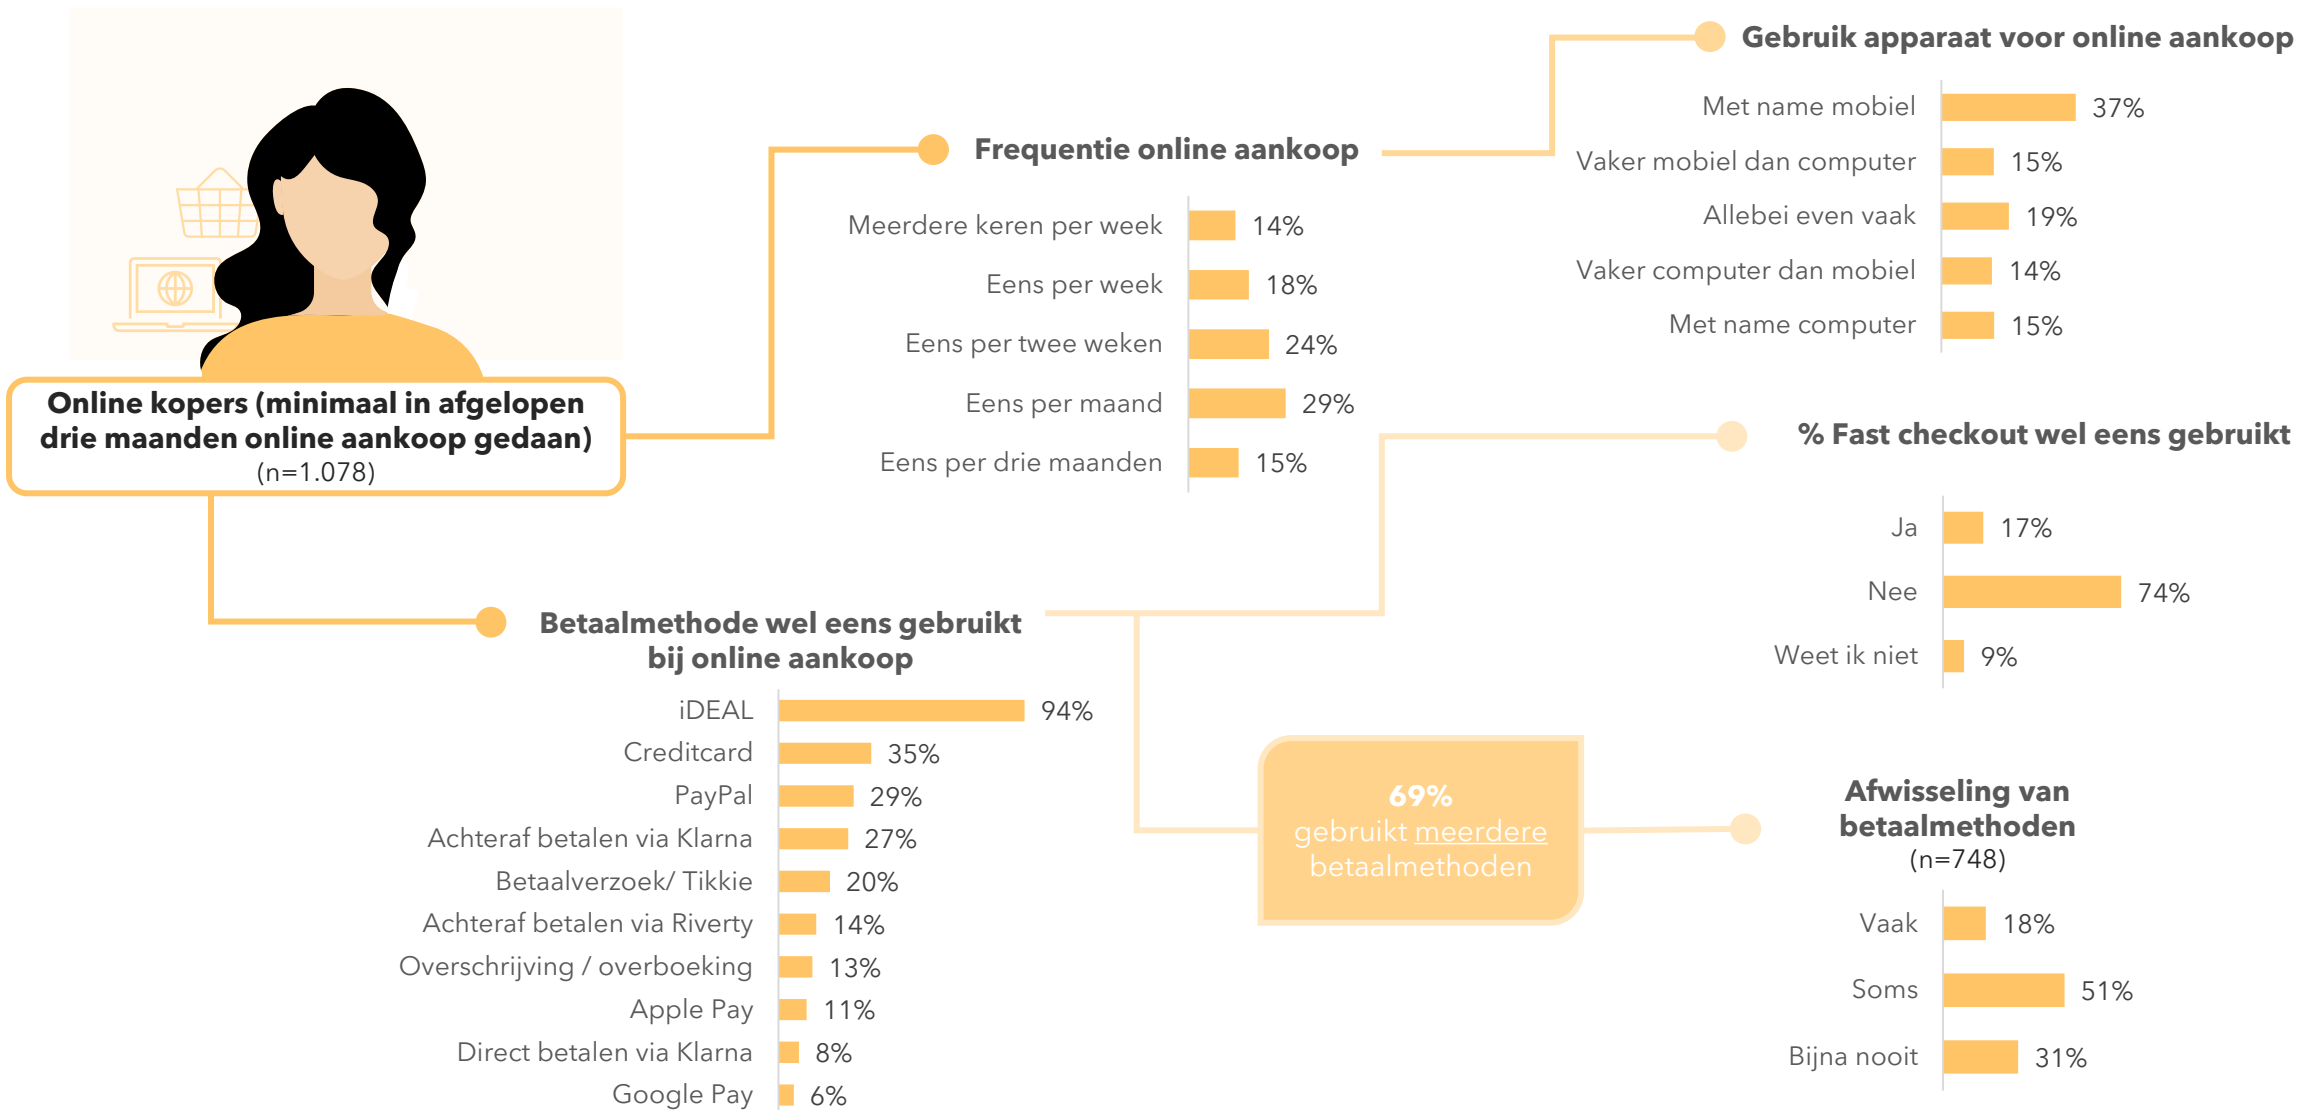 Online kopers (minimaal in afgelopen
drie maanden online aankoop gedaan)
(n=1.078)
Frequentie online aankoop
Meerdere keren per week 14%
Eens per week 18%
Eens per twee weken 24%
Eens per maand 29%
Eens per drie maanden 15%
Gebruik apparaat voor online aankoop
Met name mobiel 37%
Vaker mobiel dan computer 15%
Allebei even vaak 19%
Vaker computer dan mobiel 14%
Met name computer 15%
Betaalmethode wel eens gebruikt
bij online aankoop
iDEAL 94%
Creditcard 35%
PayPal 29%
Achteraf betalen via Klarna 27%
Betaalverzoek/ Tikkie 20%
Achteraf betalen via Riverty 14%
Overschrijving / overboeking 13%
Apple Pay 11%
Direct betalen via Klarna 8%
Google Pay 6%
% Fast checkout wel eens gebruikt
Ja 17%
Nee 74%
Weet ik niet 9%
69%
gebruikt meerdere
betaalmethoden
Afwisseling van
betaalmethoden
(n=748)
Vaak 18%
Soms 51%
Bijna nooit 31%